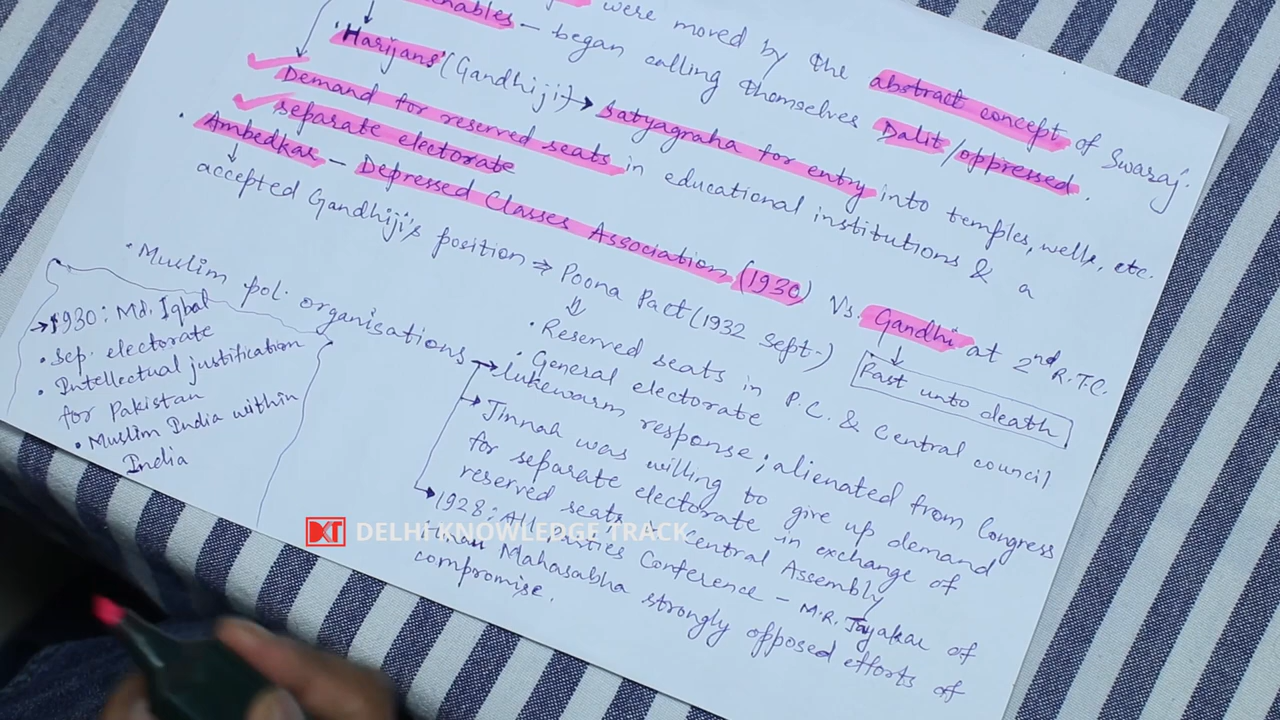 were moved by the abstract concept of Swaraj.
– began calling themselves Dalit/oppressed.
'Harijans' (Gandhiji) → Satyagraha for entry into temples, wells, etc.
Demand for reserved seats in educational institutions & a
separate electorate
• Ambedkar – Depressed Classes Association (1930) Vs. Gandhi at 2nd R.T.C.
Fast unto death
accepted Gandhiji's position ⇒ Poona Pact (1932 Sept.)
• Reserved seats in P.C. & Central council
• General electorate
• Muslim pol. organisations
→ lukewarm response; alienated from Congress
→ Jinnah was willing to give up demand
for separate electorate in exchange of
reserved seats Central Assembly
→ 1928: All Parties Conference – M.R. Jayakar of
Mahasabha strongly opposed efforts of
compromise.
→ 1930: Md. Iqbal
• sep. electorate
• Intellectual justification
for Pakistan
• Muslim India within
India
DKT DELHI KNOWLEDGE TRACK